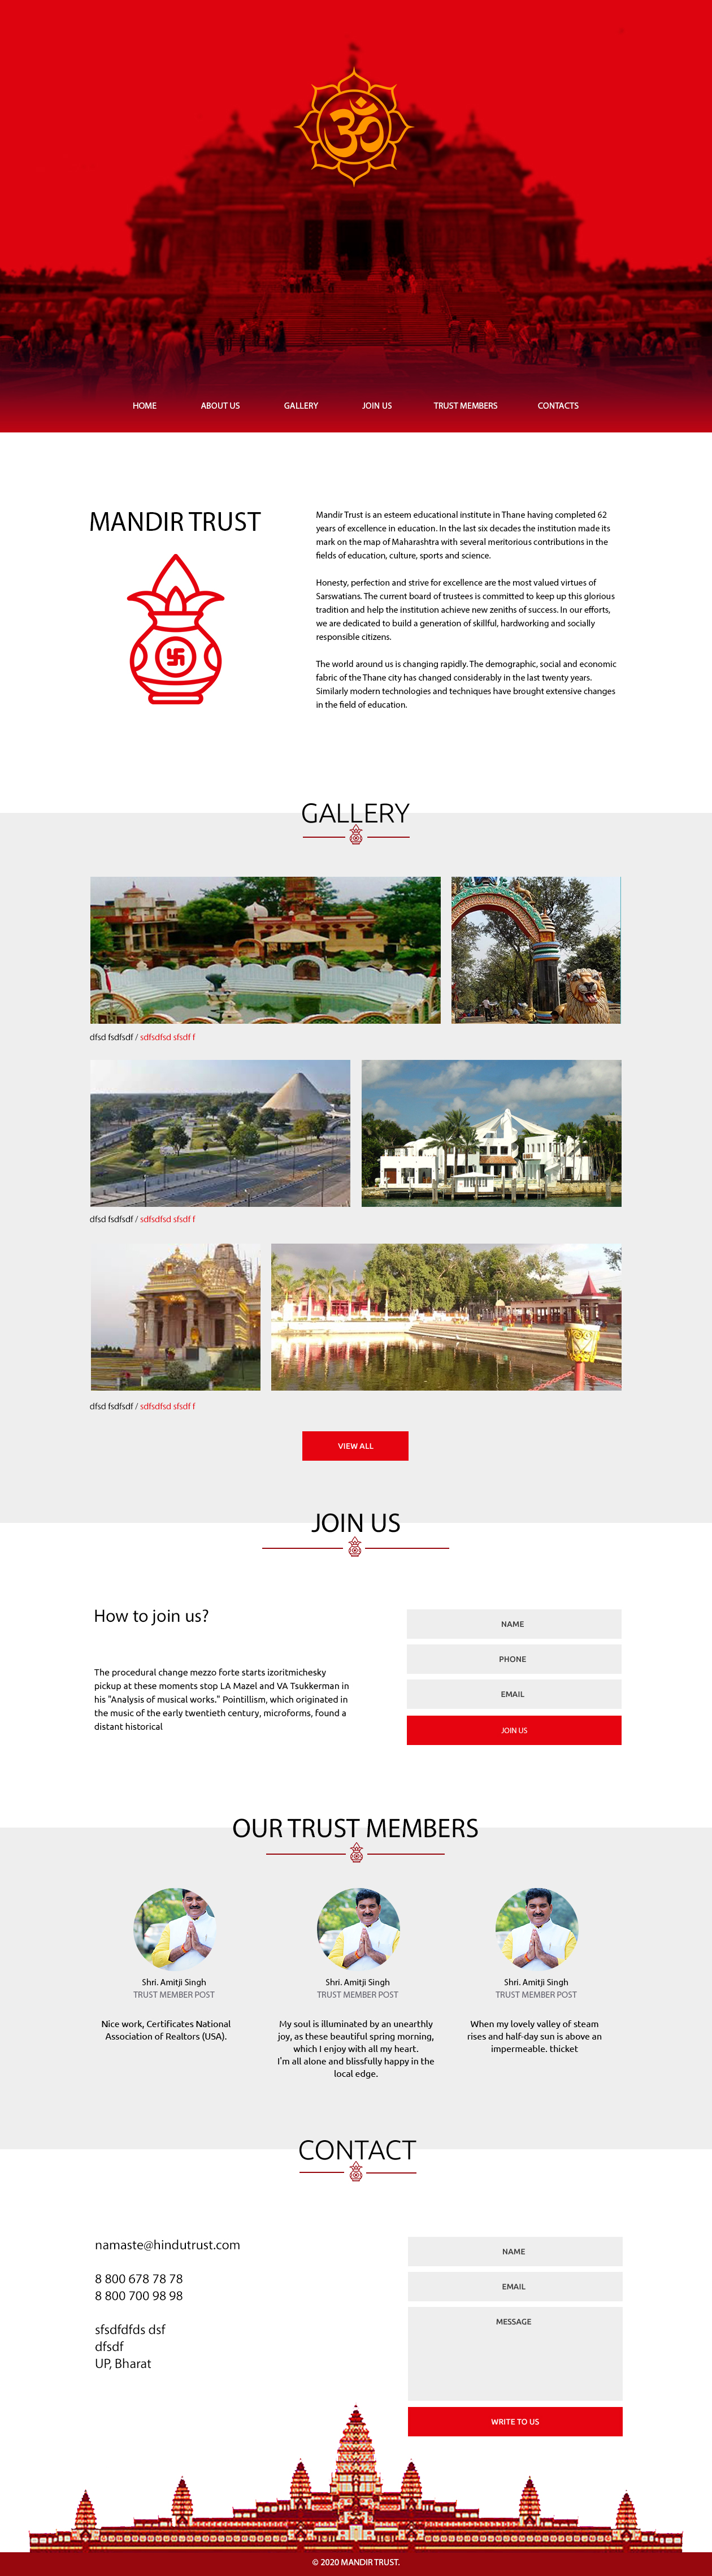 ॐ
HOME ABOUT US GALLERY JOIN US TRUST MEMBERS CONTACTS
MANDIR TRUST
Mandir Trust is an esteem educational institute in Thane having completed 62
years of excellence in education. In the last six decades the institution made its
mark on the map of Maharashtra with several meritorious contributions in the
fields of education, culture, sports and science.
Honesty, perfection and strive for excellence are the most valued virtues of
Sarswatians. The current board of trustees is committed to keep up this glorious
tradition and help the institution achieve new zeniths of success. In our efforts,
we are dedicated to build a generation of skillful, hardworking and socially
responsible citizens.
The world around us is changing rapidly. The demographic, social and economic
fabric of the Thane city has changed considerably in the last twenty years.
Similarly modern technologies and techniques have brought extensive changes
in the field of education.
GALLERY
dfsd fsdfsdf / sdfsdfsd sfsdf f
dfsd fsdfsdf / sdfsdfsd sfsdf f
dfsd fsdfsdf / sdfsdfsd sfsdf f
VIEW ALL
JOIN US
How to join us?
The procedural change mezzo forte starts izoritmichesky
pickup at these moments stop LA Mazel and VA Tsukkerman in
his "Analysis of musical works." Pointillism, which originated in
the music of the early twentieth century, microforms, found a
distant historical
NAME
PHONE
EMAIL
JOIN US
OUR TRUST MEMBERS
Shri. Amitji Singh
TRUST MEMBER POST
Nice work, Certificates National
Association of Realtors (USA).
Shri. Amitji Singh
TRUST MEMBER POST
My soul is illuminated by an unearthly
joy, as these beautiful spring morning,
which I enjoy with all my heart.
I'm all alone and blissfully happy in the
local edge.
Shri. Amitji Singh
TRUST MEMBER POST
When my lovely valley of steam
rises and half-day sun is above an
impermeable. thicket
CONTACT
namaste@hindutrust.com
8 800 678 78 78
8 800 700 98 98
sfsdfdfds dsf
dfsdf
UP, Bharat
NAME
EMAIL
MESSAGE
WRITE TO US
© 2020 MANDIR TRUST.